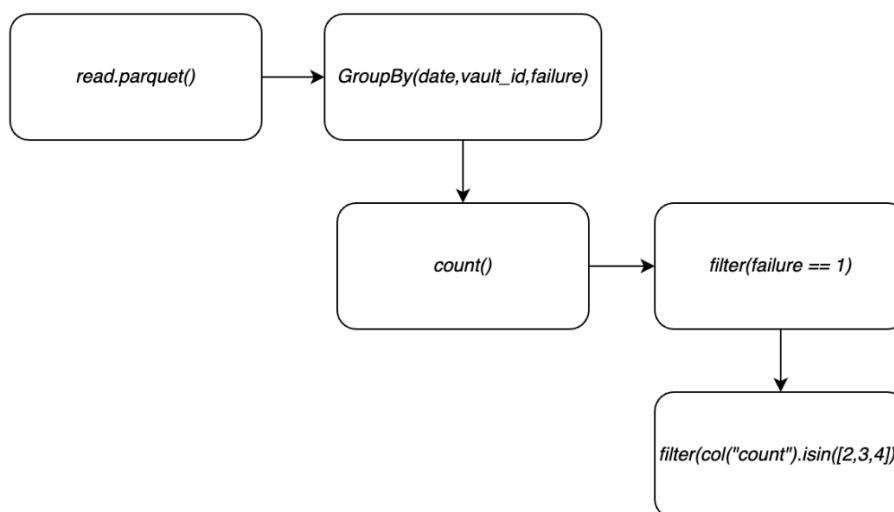 read.parquet()
GroupBy(date,vault_id,failure)
count()
filter(failure == 1)
filter(col("count").isin([2,3,4])